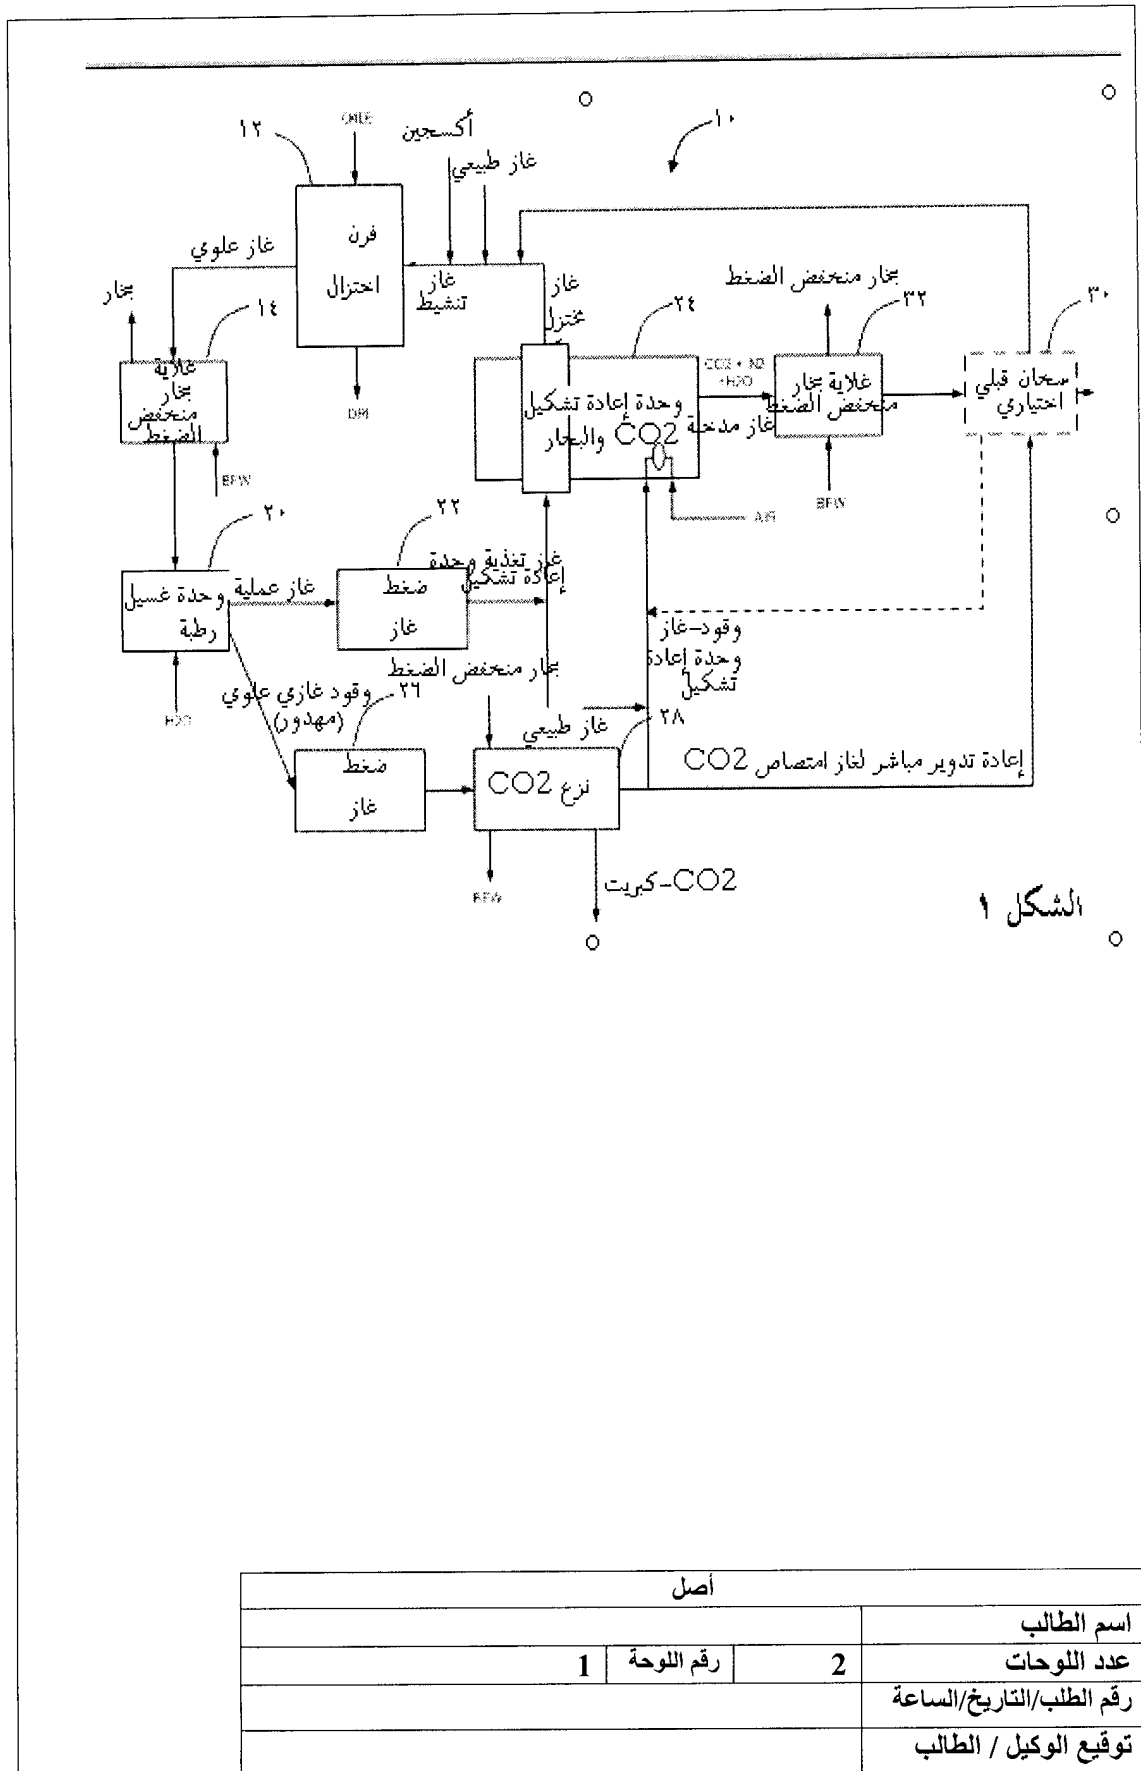 ١٠
أكسجين
١٢
غاز طبيعي
فرن
اختزال
غاز علوي
غاز
تنشيط
غاز
مختزل
بخار
١٤
بخار منخفض الضغط
٣٢
٣٠
٢٤
غلاية
بخار
منخفض
الضغط
BFW
وحدة إعادة تشكيل
CO2 والبخار
CO2 + N2
+H2O
غاز مدخنة
غلاية بخار
منخفض الضغط
سخان قبلي
اختياري
DRI
AIR
BFW
٢٠
٢٢
وحدة غسيل
رطبة
غاز عملية
ضغط
غاز
غاز تغذية وحدة
إعادة تشكيل
H2O
وقود-غاز
وحدة إعادة
تشكيل
بخار منخفض الضغط
وقود غازي علوي
(مهدور)
٢٦
غاز طبيعي
٢٨
ضغط
غاز
نزع CO2
إعادة تدوير مباشر لغاز امتصاص CO2
BFW
CO2-كبريت
الشكل ١
أصل
اسم الطالب
عدد اللوحات 2 رقم اللوحة 1
رقم الطلب/التاريخ/الساعة
توقيع الوكيل / الطالب